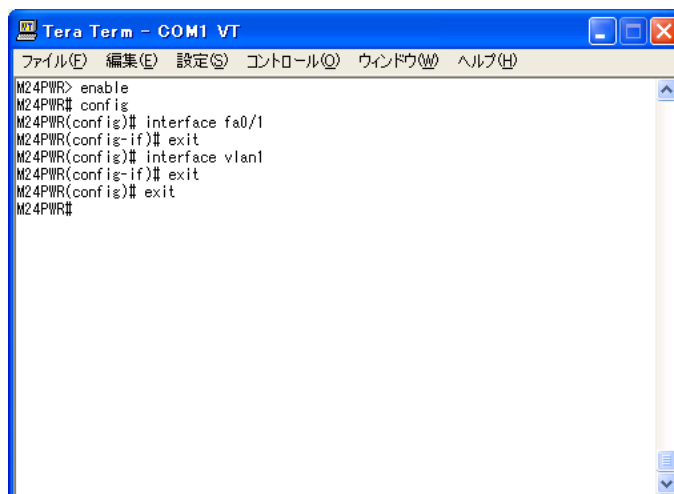 Tera Term - COM1 VT
ファイル(F) 編集(E) 設定(S) コントロール(O) ウィンドウ(W) ヘルプ(H)
M24PWR> enable
M24PWR# config
M24PWR(config)# interface fa0/1
M24PWR(config-if)# exit
M24PWR(config)# interface vlan1
M24PWR(config-if)# exit
M24PWR(config)# exit
M24PWR#